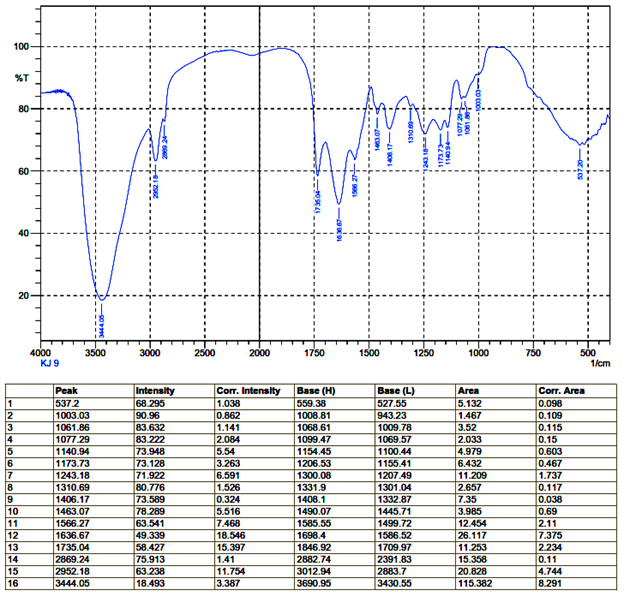 100
%T
80
60
40
20
3444.05
2952.18
2869.24
1735.04
1636.67
1566.27
1463.07
1406.17
1310.69
1243.18
1173.73
1140.94
1077.29
1061.86
1003.03
537.20
4000 3500 3000 2500 2000 1750 1500 1250 1000 750 500
KJ 9 1/cm
Peak Intensity Corr. Intensity Base (H) Base (L) Area Corr. Area
1 537.2 68.295 1.038 559.38 527.55 5.132 0.098
2 1003.03 90.96 0.862 1008.81 943.23 1.467 0.109
3 1061.86 83.632 1.141 1068.61 1009.78 3.52 0.115
4 1077.29 83.222 2.084 1099.47 1069.57 2.033 0.15
5 1140.94 73.948 5.54 1154.45 1100.44 4.979 0.603
6 1173.73 73.128 3.263 1206.53 1155.41 6.432 0.467
7 1243.18 71.922 6.591 1300.08 1207.49 11.209 1.737
8 1310.69 80.776 1.526 1331.9 1301.04 2.657 0.117
9 1406.17 73.589 0.324 1408.1 1332.87 7.35 0.038
10 1463.07 78.289 5.516 1490.07 1445.71 3.985 0.69
11 1566.27 63.541 7.468 1585.55 1499.72 12.454 2.11
12 1636.67 49.339 18.546 1698.4 1586.52 26.117 7.375
13 1735.04 58.427 15.397 1846.92 1709.97 11.253 2.234
14 2869.24 75.913 1.41 2882.74 2391.83 15.358 0.11
15 2952.18 63.238 11.754 3012.94 2883.7 20.828 4.744
16 3444.05 18.493 3.387 3690.95 3430.55 115.382 8.291